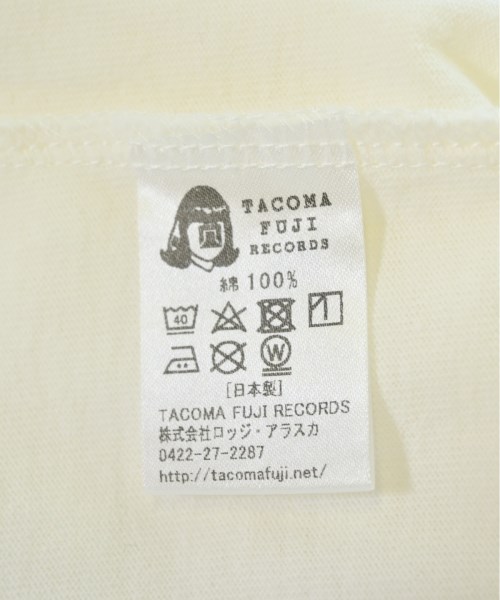 TACOMA
FUJI
RECORDS
綿 100%
40
W
[日本製]
TACOMA FUJI RECORDS
株式会社ロッジ・アラスカ
0422-27-2287
http://tacomafuji.net/